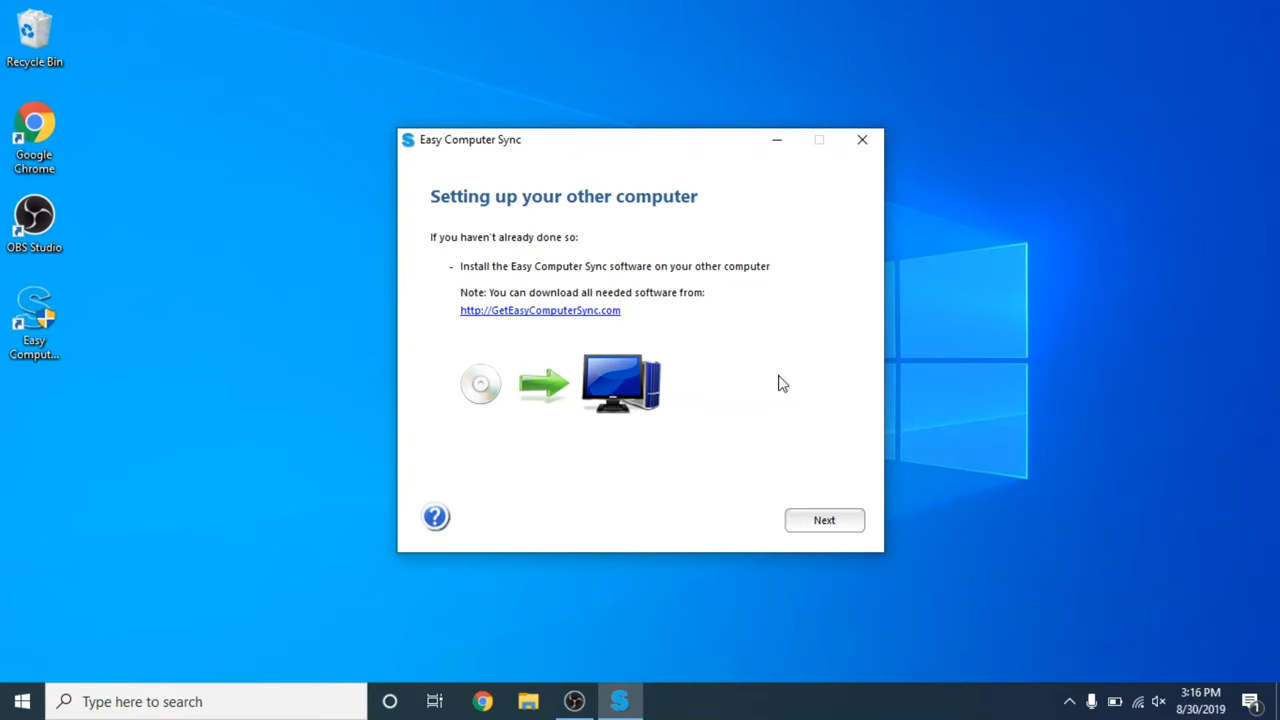 Recycle Bin
Google
Chrome
OBS Studio
Easy
Comput...
Easy Computer Sync
Setting up your other computer
If you haven't already done so:
- Install the Easy Computer Sync software on your other computer
Note: You can download all needed software from:
http://GetEasyComputerSync.com
?
Next
Type here to search
3:16 PM
8/30/2019
1